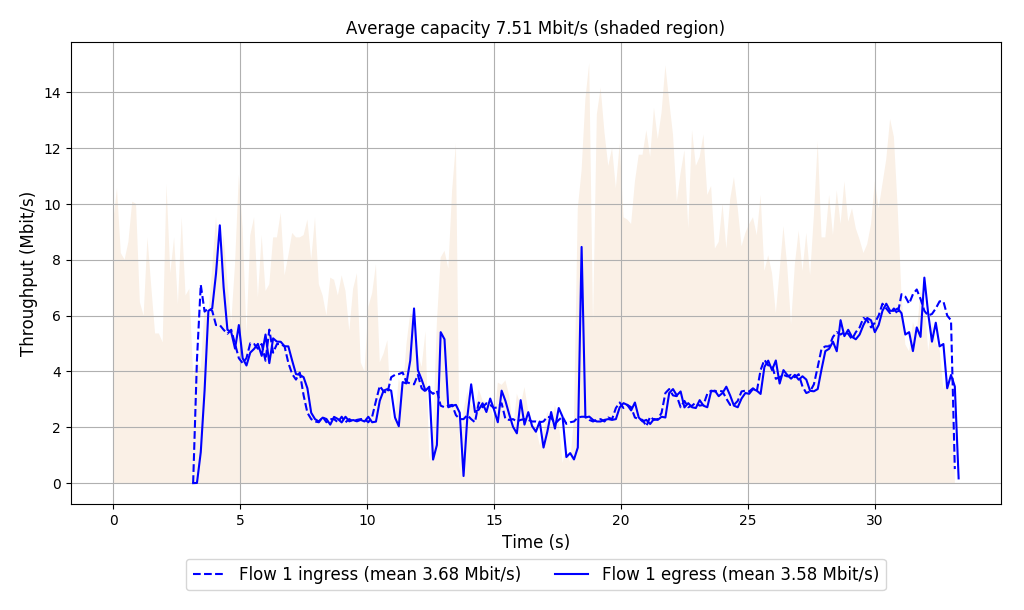 Average capacity 7.51 Mbit/s (shaded region)
14
12
10
8
6
4
2
0
Throughput (Mbit/s)
0 5 10 15 20 25 30
Time (s)
Flow 1 ingress (mean 3.68 Mbit/s) Flow 1 egress (mean 3.58 Mbit/s)